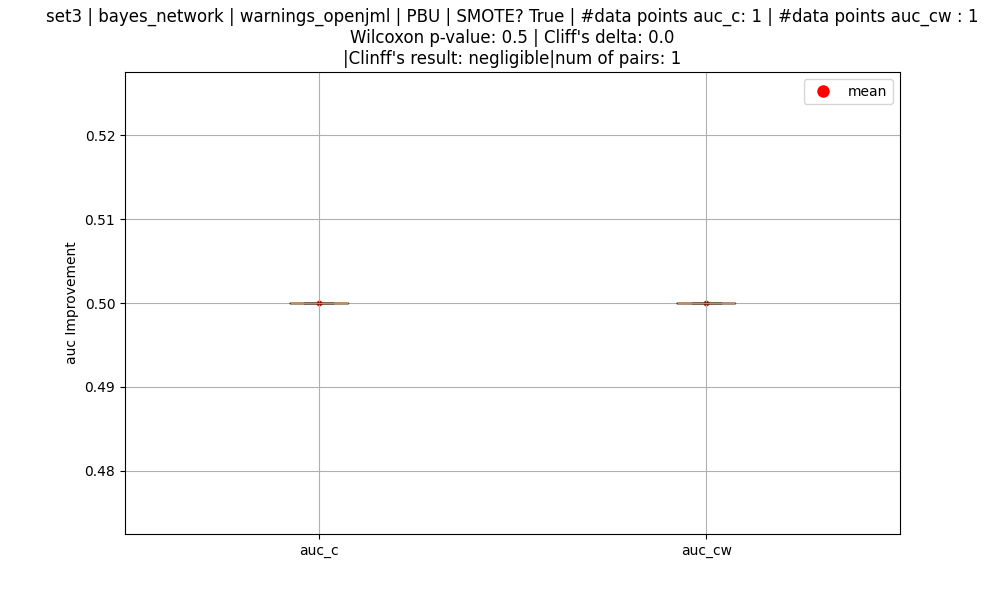 set3 | bayes_network | warnings_openjml | PBU | SMOTE? True | #data points auc_c: 1 | #data points auc_cw : 1
Wilcoxon p-value: 0.5 | Cliff's delta: 0.0
|Clinff's result: negligible|num of pairs: 1
mean
0.52
0.51
0.50
0.49
0.48
auc Improvement
auc_c
auc_cw